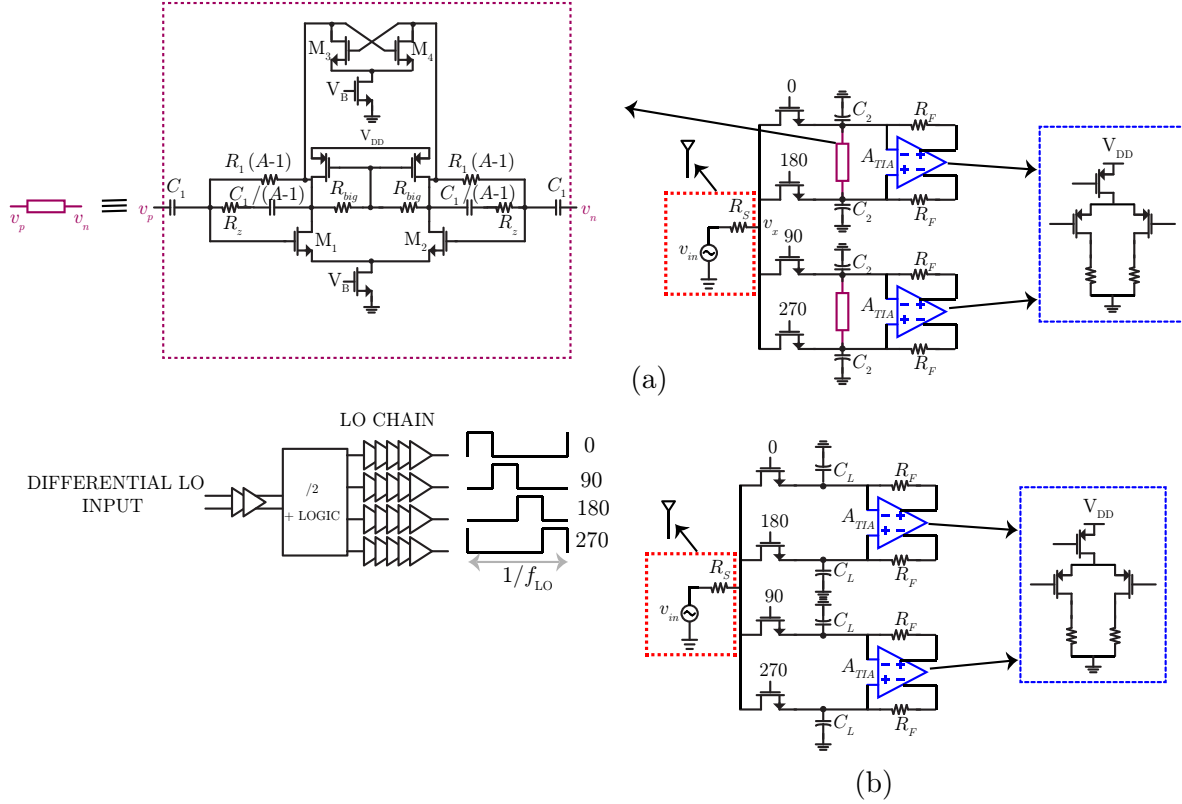 M3
M4
VB
VDD
R1(A-1)
R1(A-1)
C1
C1/(A-1)
Rbig
Rbig
C1/(A-1)
C1
vp
vn
vp
vn
Rz
Rz
M1
M2
VB
0
C2
RF
180
ATIA
RS
C2
RF
vx
vin
90
C2
RF
270
ATIA
C2
RF
VDD
(a)
LO CHAIN
DIFFERENTIAL LO
INPUT
/2
+ LOGIC
0
90
180
270
1/fLO
0
CL
RF
180
ATIA
RS
CL
RF
vin
90
CL
RF
270
ATIA
CL
RF
VDD
(b)